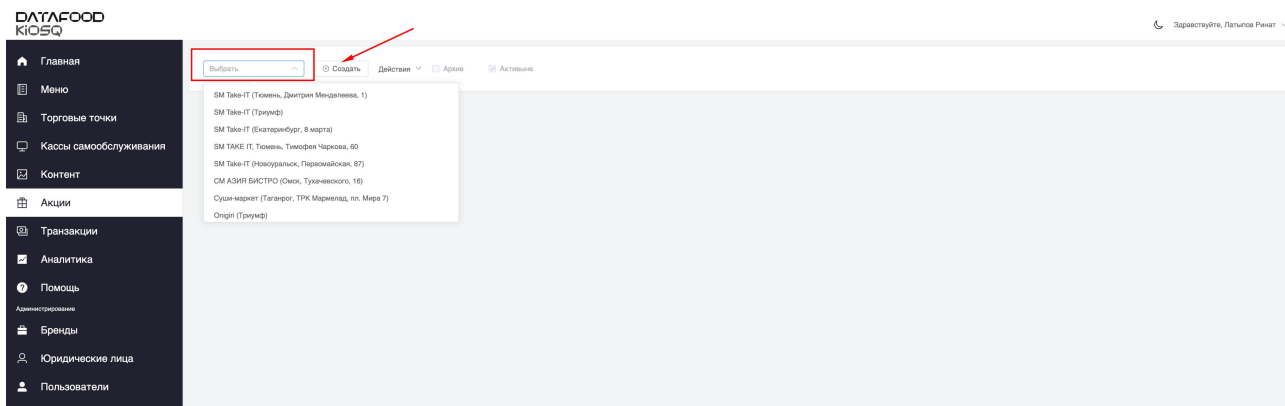 DATAFOOD
KiOSQ
Здравствуйте, Латыпов Ринат
Главная
Меню
Торговые точки
Кассы самообслуживания
Контент
Акции
Транзакции
Аналитика
Помощь
Администрирование
Бренды
Юридические лица
Пользователи
Выбрать
Создать
Действия
Архив
Активные
SM Take-IT (Тюмень, Дмитрия Менделеева, 1)
SM Take-IT (Триумф)
SM Take-IT (Екатеринбург, 8 марта)
SM TAKE IT, Тюмень, Тимофея Чаркова, 60
SM Take-IT (Новоуральск, Первомайская, 87)
СМ АЗИЯ БИСТРО (Омск, Тухачевского, 16)
Суши-маркет (Таганрог, ТРК Мармелад, пл. Мира 7)
Onigiri (Триумф)